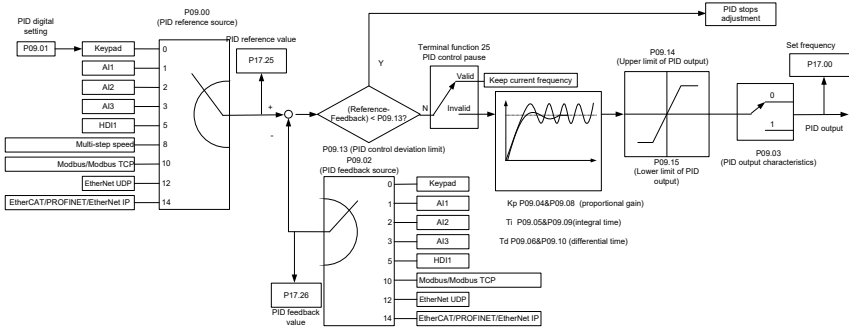 P09.00
(PID reference source)
PID digital
setting
P09.01
Keypad
0
AI1
1
AI2
2
AI3
3
HDI1
5
Multi-step speed
8
Modbus/Modbus TCP
10
EtherNet UDP
12
EtherCAT/PROFINET/EtherNet IP
14
PID reference value
P17.25
+
-
Y
(Reference-
Feedback) < P09.13?
N
P09.13 (PID control deviation limit)
PID stops
adjustment
Terminal function 25
PID control pause
Valid
Invalid
Keep current frequency
P09.14
(Upper limit of PID output)
P09.15
(Lower limit of PID
output)
Set frequency
P17.00
0
1
PID output
P09.03
(PID output characteristics)
Kp P09.04&P09.08 (proportional gain)
Ti P09.05&P09.09(integral time)
Td P09.06&P09.10 (differential time)
P09.02
(PID feedback source)
0
Keypad
1
AI1
2
AI2
3
AI3
5
HDI1
10
Modbus/Modbus TCP
12
EtherNet UDP
14
EtherCAT/PROFINET/EtherNet IP
P17.26
PID feedback
value